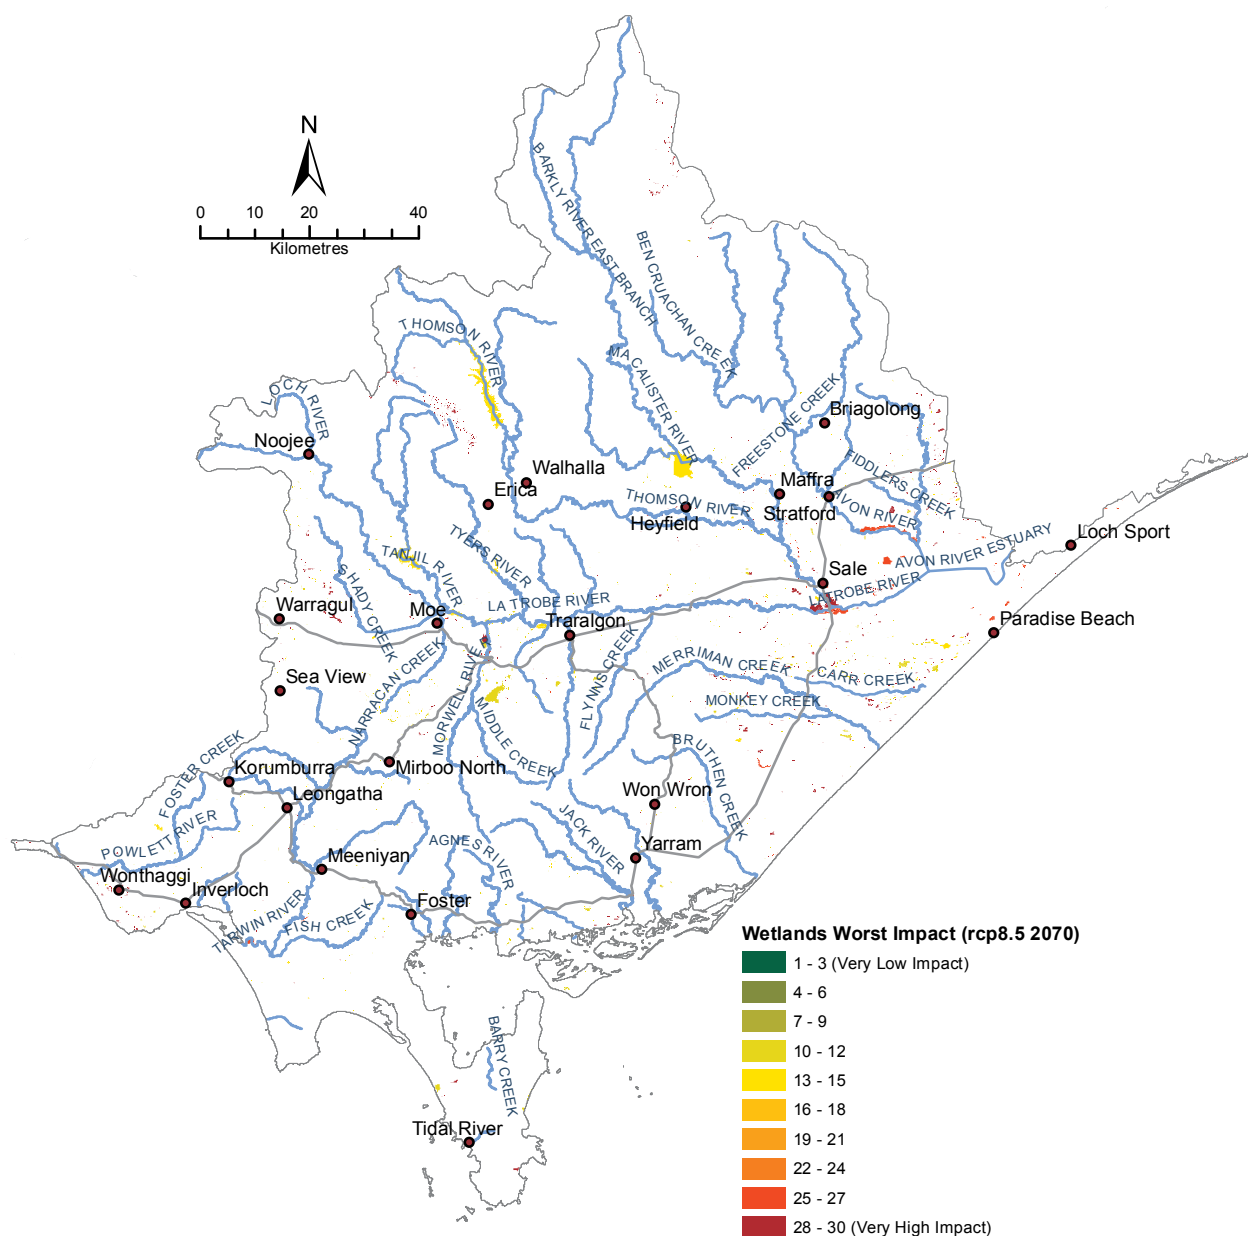 N
0 10 20 40
Kilometres
BARKLY RIVER EAST BRANCH
BEN CRUACHAN CREEK
THOMSON RIVER
MACALISTER RIVER
LOCH RIVER
FREESTONE CREEK
Briagolong
Noojee
FIDDLERS CREEK
Walhalla
Erica
Maffra
THOMSON RIVER
AVON RIVER
Heyfield
Stratford
TYERS RIVER
TANJIL RIVER
SHADY CREEK
AVON RIVER ESTUARY
Loch Sport
Sale
LATROBE RIVER
LA TROBE RIVER
Warragul
Moe
Traralgon
Paradise Beach
NARRACAN CREEK
MORWELL RIVER
FLYNNS CREEK
MERRIMAN CREEK
CARR CREEK
Sea View
MONKEY CREEK
MIDDLE CREEK
BRUTHEN CREEK
FOSTER CREEK
Korumburra
Mirboo North
Leongatha
Won Wron
JACK RIVER
POWLETT RIVER
AGNES RIVER
Yarram
Meeniyan
Wonthaggi
Inverloch
TARWIN RIVER
FISH CREEK
Foster
BARRY CREEK
Tidal River
Wetlands Worst Impact (rcp8.5 2070)
1 - 3 (Very Low Impact)
4 - 6
7 - 9
10 - 12
13 - 15
16 - 18
19 - 21
22 - 24
25 - 27
28 - 30 (Very High Impact)